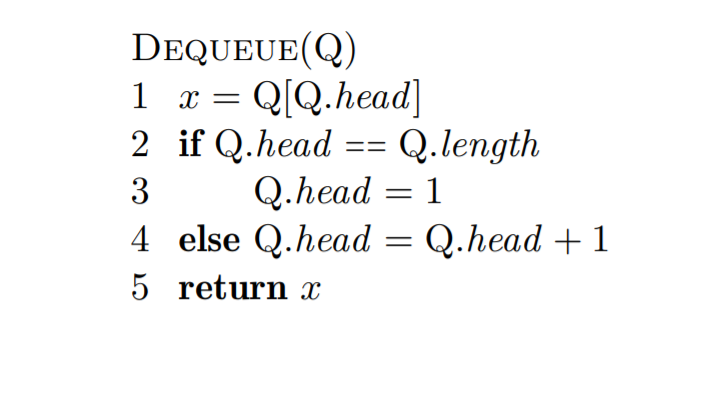 DEQUEUE(Q)
1 x = Q[Q.head]
2 if Q.head == Q.length
3 Q.head = 1
4 else Q.head = Q.head + 1
5 return x